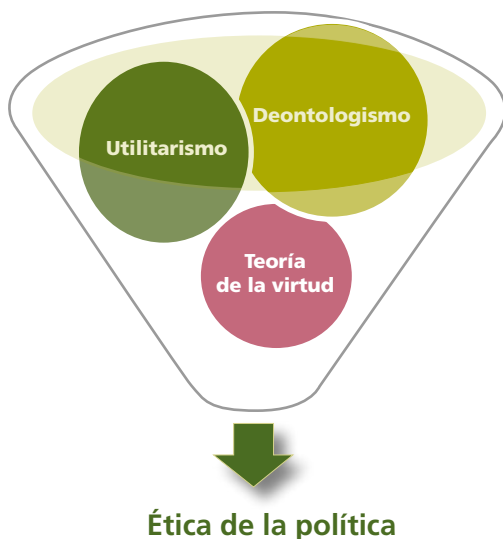 Deontologismo
Utilitarismo
Teoría
de la virtud
Ética de la política